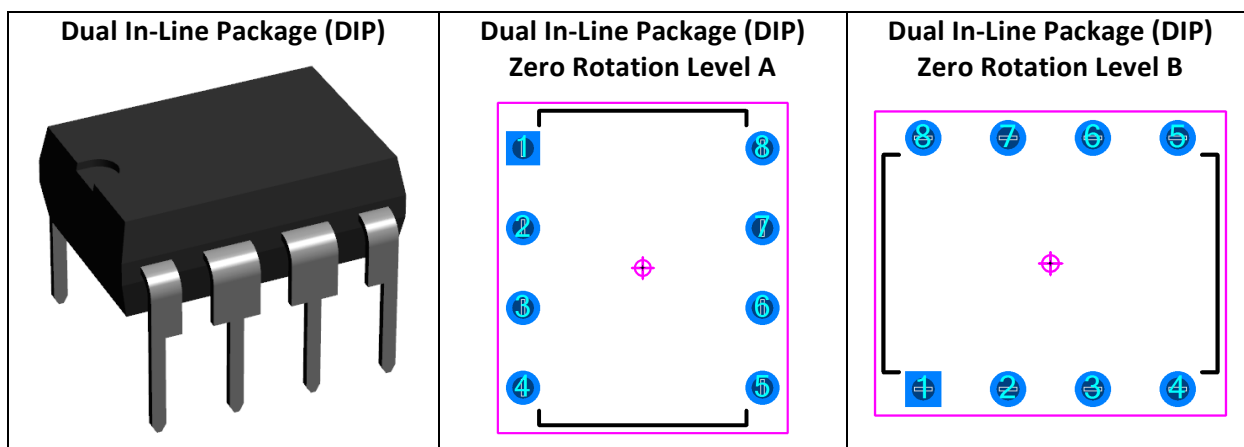 Dual In-Line Package (DIP)
Dual In-Line Package (DIP)
Zero Rotation Level A
1 8
2 7
3 6
4 5
Dual In-Line Package (DIP)
Zero Rotation Level B
8 7 6 5
1 2 3 4